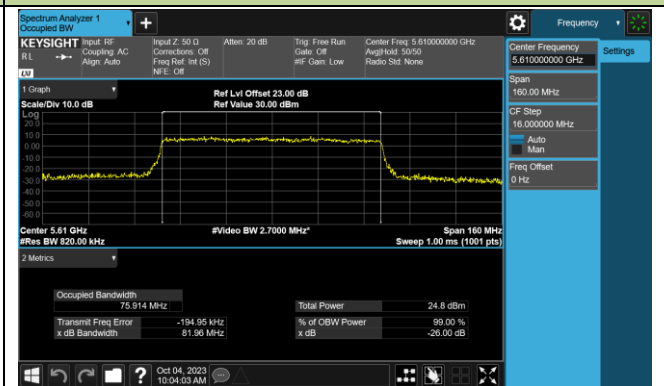 Spectrum Analyzer 1
Occupied BW
Frequency
KEYSIGHT
RL
Input: RF
Coupling: AC
Align: Auto
Input Z: 50 Ω
Corrections: Off
Freq Ref: Int (S)
NFE: Off
Atten: 20 dB
Trig: Free Run
Gate: Off
#IF Gain: Low
Center Freq: 5.610000000 GHz
Avg|Hold: 50/50
Radio Std: None
LXI
Center Frequency
5.610000000 GHz
Settings
Span
160.00 MHz
CF Step
16.000000 MHz
Auto
Man
Freq Offset
0 Hz
1 Graph
Scale/Div 10.0 dB
Ref Lvl Offset 23.00 dB
Ref Value 30.00 dBm
Log
20.0
10.0
0.00
-10.0
-20.0
-30.0
-40.0
-50.0
-60.0
Center 5.61 GHz
#Res BW 820.00 kHz
#Video BW 2.7000 MHz*
Span 160 MHz
Sweep 1.00 ms (1001 pts)
2 Metrics
Occupied Bandwidth
75.914 MHz
Total Power 24.8 dBm
Transmit Freq Error -194.95 kHz
% of OBW Power 99.00 %
x dB Bandwidth 81.96 MHz
x dB -26.00 dB
Oct 04, 2023
10:04:03 AM